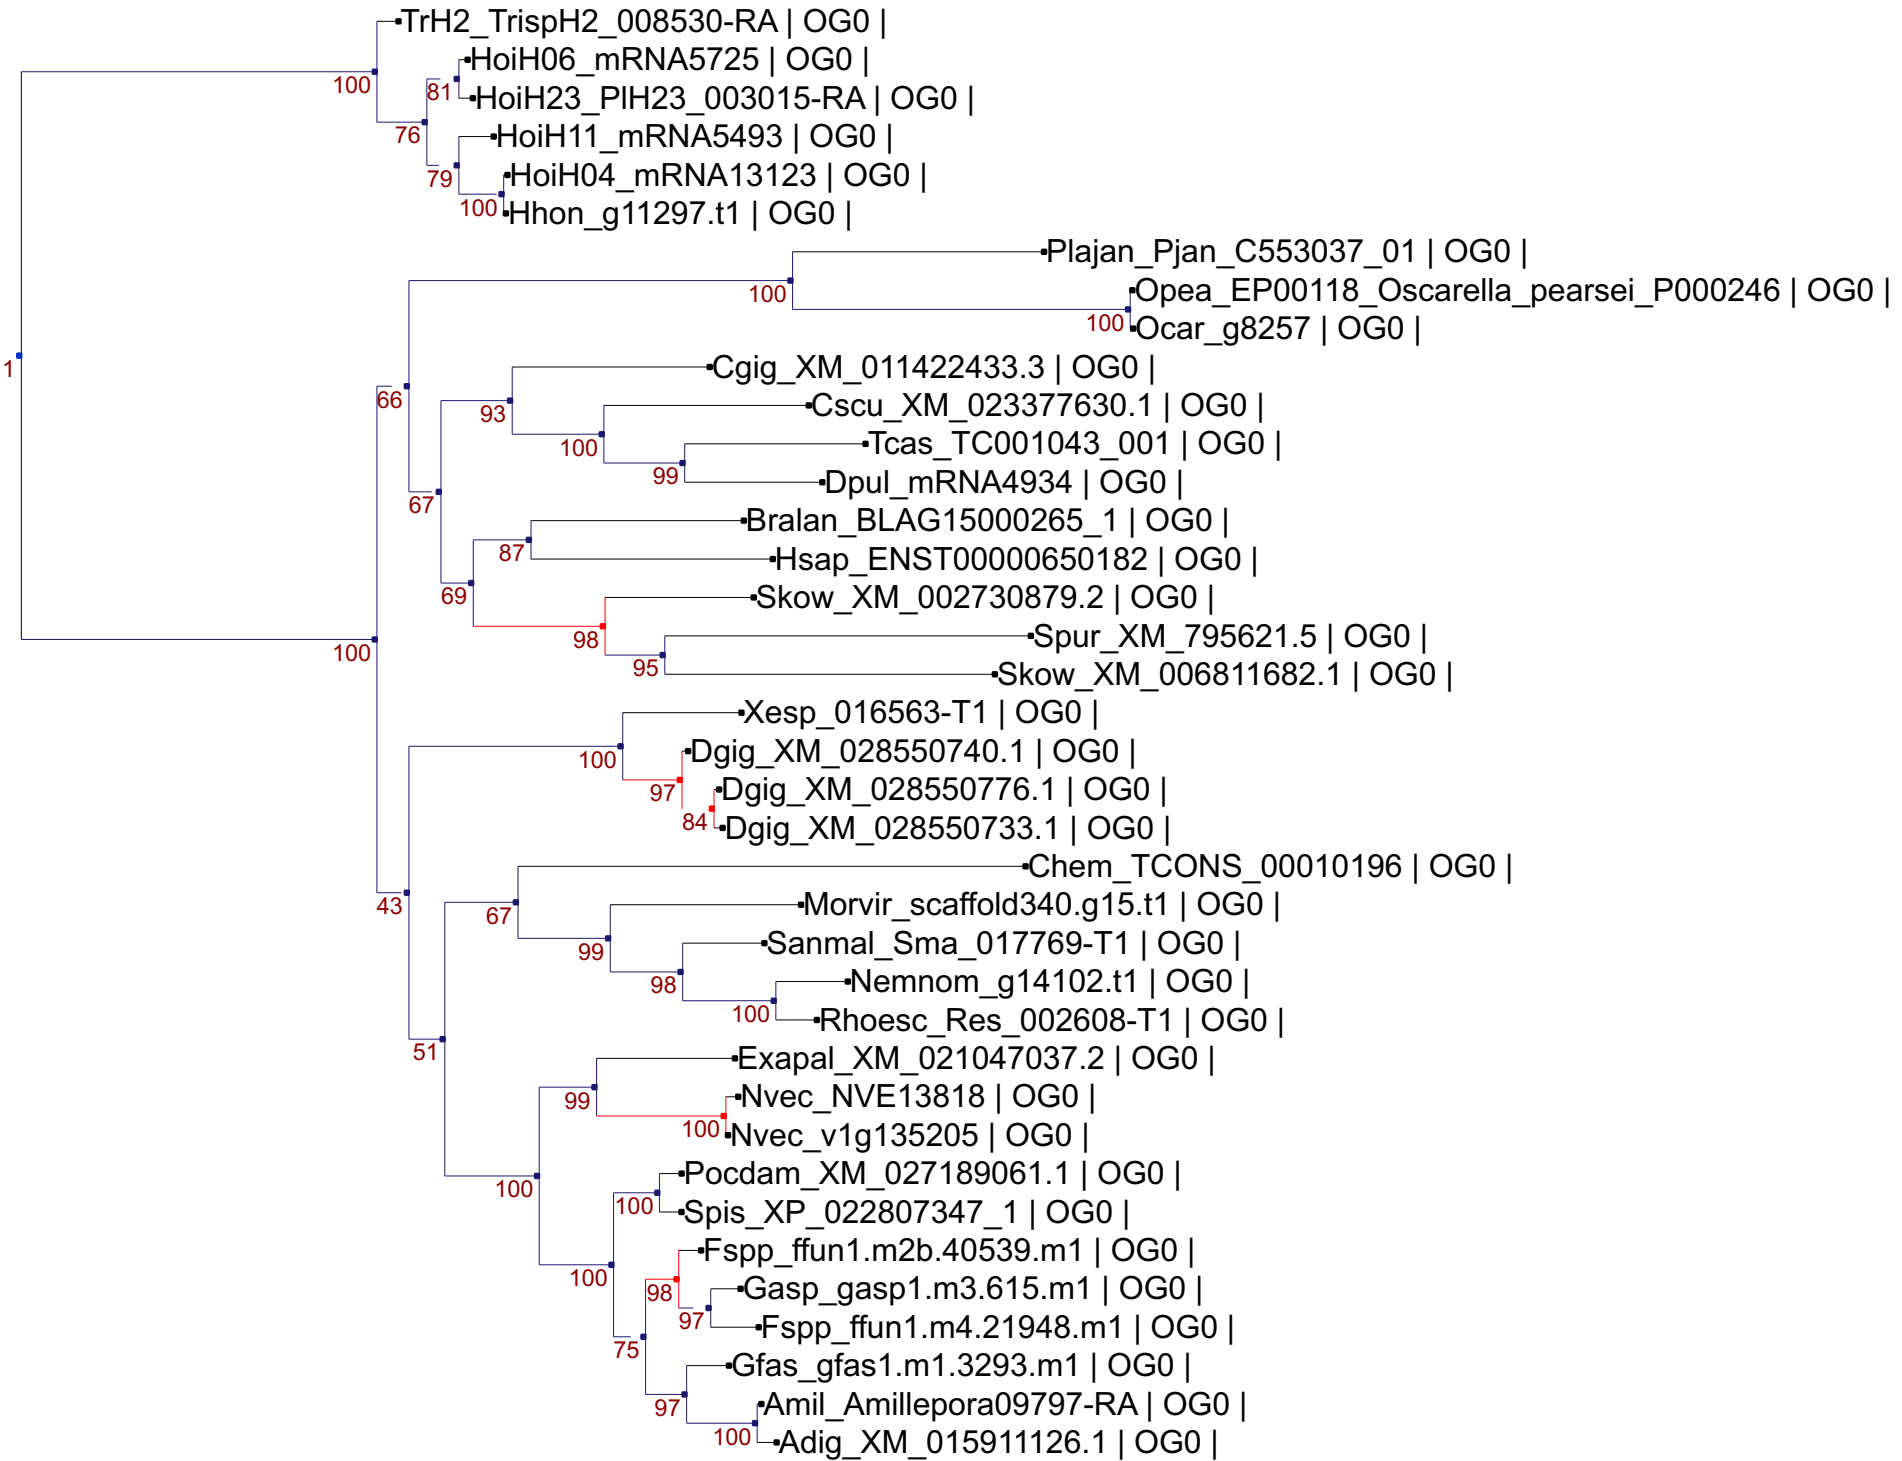 TrH2_TrispH2_008530-RA | OG0 |
HoiH06_mRNA5725 | OG0 |
100
81
HoiH23_PlH23_003015-RA | OG0 |
76
HoiH11_mRNA5493 | OG0 |
79
HoiH04_mRNA13123 | OG0 |
100
Hhon_g11297.t1 | OG0 |
Plajan_Pjan_C553037_01 | OG0 |
100
Opea_EP00118_Oscarella_pearsei_P000246 | OG0 |
100
Ocar_g8257 | OG0 |
1
Cgig_XM_011422433.3 | OG0 |
66
93
Cscu_XM_023377630.1 | OG0 |
100
Tcas_TC001043_001 | OG0 |
99
Dpul_mRNA4934 | OG0 |
67
Bralan_BLAG15000265_1 | OG0 |
87
Hsap_ENST00000650182 | OG0 |
69
Skow_XM_002730879.2 | OG0 |
98
Spur_XM_795621.5 | OG0 |
100
95
Skow_XM_006811682.1 | OG0 |
Xesp_016563-T1 | OG0 |
100
Dgig_XM_028550740.1 | OG0 |
97
Dgig_XM_028550776.1 | OG0 |
84
Dgig_XM_028550733.1 | OG0 |
Chem_TCONS_00010196 | OG0 |
43
67
Morvir_scaffold340.g15.t1 | OG0 |
99
Sanmal_Sma_017769-T1 | OG0 |
98
Nemnom_g14102.t1 | OG0 |
100
Rhoesc_Res_002608-T1 | OG0 |
51
Exapal_XM_021047037.2 | OG0 |
99
Nvec_NVE13818 | OG0 |
100
Nvec_v1g135205 | OG0 |
100
Pocdam_XM_027189061.1 | OG0 |
100
Spis_XP_022807347_1 | OG0 |
Fspp_ffun1.m2b.40539.m1 | OG0 |
100
98
Gasp_gasp1.m3.615.m1 | OG0 |
97
Fspp_ffun1.m4.21948.m1 | OG0 |
75
Gfas_gfas1.m1.3293.m1 | OG0 |
97
Amil_Amillepora09797-RA | OG0 |
100
Adig_XM_015911126.1 | OG0 |